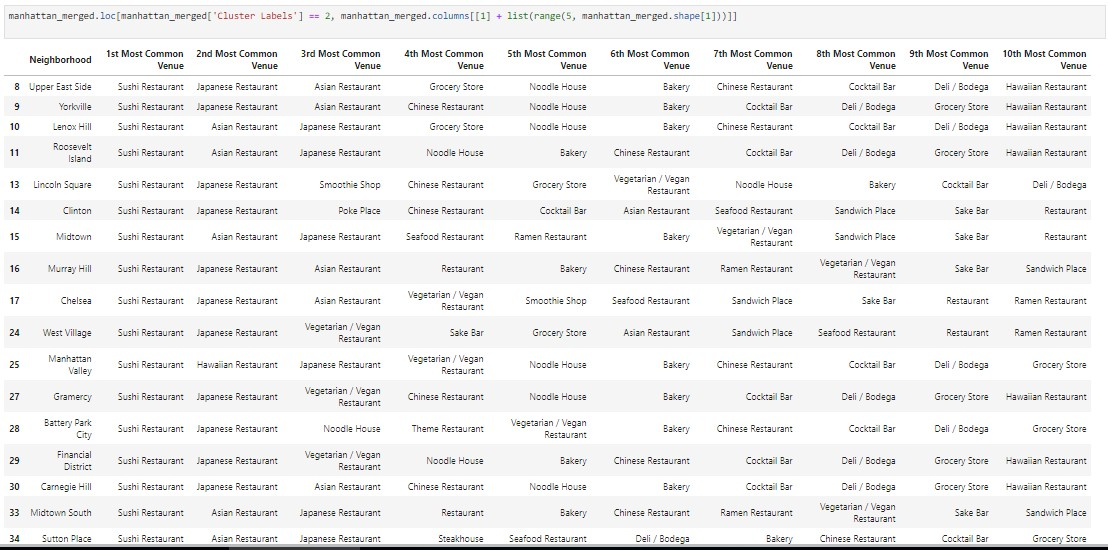 manhattan_merged.loc[manhattan_merged['Cluster Labels'] == 2, manhattan_merged.columns[[1] + list(range(5, manhattan_merged.shape[1]))]]
Neighborhood 1st Most Common Venue 2nd Most Common Venue 3rd Most Common Venue 4th Most Common Venue 5th Most Common Venue 6th Most Common Venue 7th Most Common Venue 8th Most Common Venue 9th Most Common Venue 10th Most Common Venue
8 Upper East Side Sushi Restaurant Japanese Restaurant Asian Restaurant Grocery Store Noodle House Bakery Chinese Restaurant Cocktail Bar Deli / Bodega Hawaiian Restaurant
9 Yorkville Sushi Restaurant Japanese Restaurant Asian Restaurant Chinese Restaurant Noodle House Bakery Cocktail Bar Deli / Bodega Grocery Store Hawaiian Restaurant
10 Lenox Hill Sushi Restaurant Asian Restaurant Japanese Restaurant Grocery Store Noodle House Bakery Chinese Restaurant Cocktail Bar Deli / Bodega Hawaiian Restaurant
11 Roosevelt Island Sushi Restaurant Asian Restaurant Japanese Restaurant Noodle House Bakery Chinese Restaurant Cocktail Bar Deli / Bodega Grocery Store Hawaiian Restaurant
13 Lincoln Square Sushi Restaurant Japanese Restaurant Smoothie Shop Chinese Restaurant Grocery Store Vegetarian / Vegan Restaurant Noodle House Bakery Cocktail Bar Deli / Bodega
14 Clinton Sushi Restaurant Japanese Restaurant Poke Place Chinese Restaurant Cocktail Bar Asian Restaurant Seafood Restaurant Sandwich Place Sake Bar Restaurant
15 Midtown Sushi Restaurant Asian Restaurant Japanese Restaurant Seafood Restaurant Ramen Restaurant Bakery Vegetarian / Vegan Restaurant Sandwich Place Sake Bar Restaurant
16 Murray Hill Sushi Restaurant Japanese Restaurant Asian Restaurant Restaurant Bakery Chinese Restaurant Ramen Restaurant Vegetarian / Vegan Restaurant Sake Bar Sandwich Place
17 Chelsea Sushi Restaurant Japanese Restaurant Asian Restaurant Vegetarian / Vegan Restaurant Smoothie Shop Seafood Restaurant Sandwich Place Sake Bar Restaurant Ramen Restaurant
24 West Village Sushi Restaurant Japanese Restaurant Vegetarian / Vegan Restaurant Sake Bar Grocery Store Asian Restaurant Sandwich Place Seafood Restaurant Restaurant Ramen Restaurant
25 Manhattan Valley Sushi Restaurant Hawaiian Restaurant Japanese Restaurant Vegetarian / Vegan Restaurant Noodle House Bakery Chinese Restaurant Cocktail Bar Deli / Bodega Grocery Store
27 Gramercy Sushi Restaurant Japanese Restaurant Vegetarian / Vegan Restaurant Chinese Restaurant Noodle House Bakery Cocktail Bar Deli / Bodega Grocery Store Hawaiian Restaurant
28 Battery Park City Sushi Restaurant Japanese Restaurant Noodle House Theme Restaurant Vegetarian / Vegan Restaurant Bakery Chinese Restaurant Cocktail Bar Deli / Bodega Grocery Store
29 Financial District Sushi Restaurant Japanese Restaurant Vegetarian / Vegan Restaurant Noodle House Bakery Chinese Restaurant Cocktail Bar Deli / Bodega Grocery Store Hawaiian Restaurant
30 Carnegie Hill Sushi Restaurant Japanese Restaurant Asian Restaurant Chinese Restaurant Noodle House Bakery Cocktail Bar Deli / Bodega Grocery Store Hawaiian Restaurant
33 Midtown South Sushi Restaurant Asian Restaurant Japanese Restaurant Restaurant Bakery Chinese Restaurant Ramen Restaurant Vegetarian / Vegan Restaurant Sake Bar Sandwich Place
34 Sutton Place Sushi Restaurant Asian Restaurant Japanese Restaurant Steakhouse Seafood Restaurant Deli / Bodega Bakery Chinese Restaurant Cocktail Bar Grocery Store